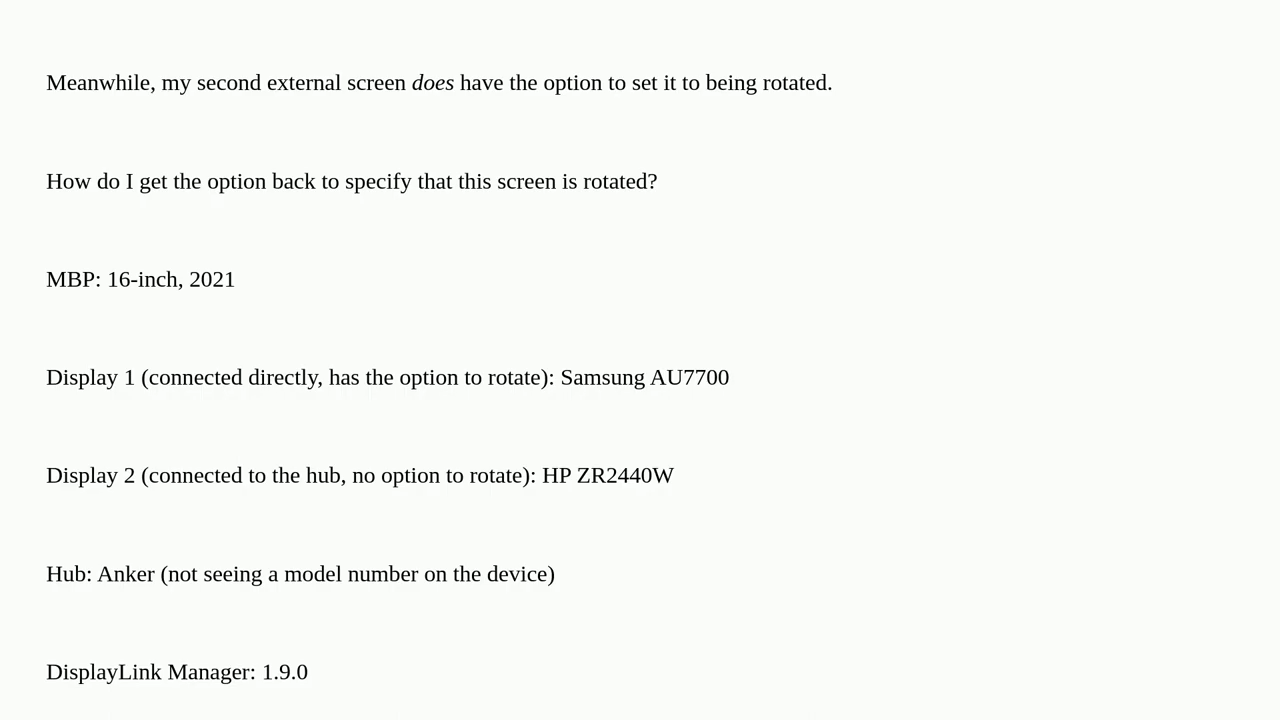 Meanwhile, my second external screen does have the option to set it to being rotated.
How do I get the option back to specify that this screen is rotated?
MBP: 16-inch, 2021
Display 1 (connected directly, has the option to rotate): Samsung AU7700
Display 2 (connected to the hub, no option to rotate): HP ZR2440W
Hub: Anker (not seeing a model number on the device)
DisplayLink Manager: 1.9.0